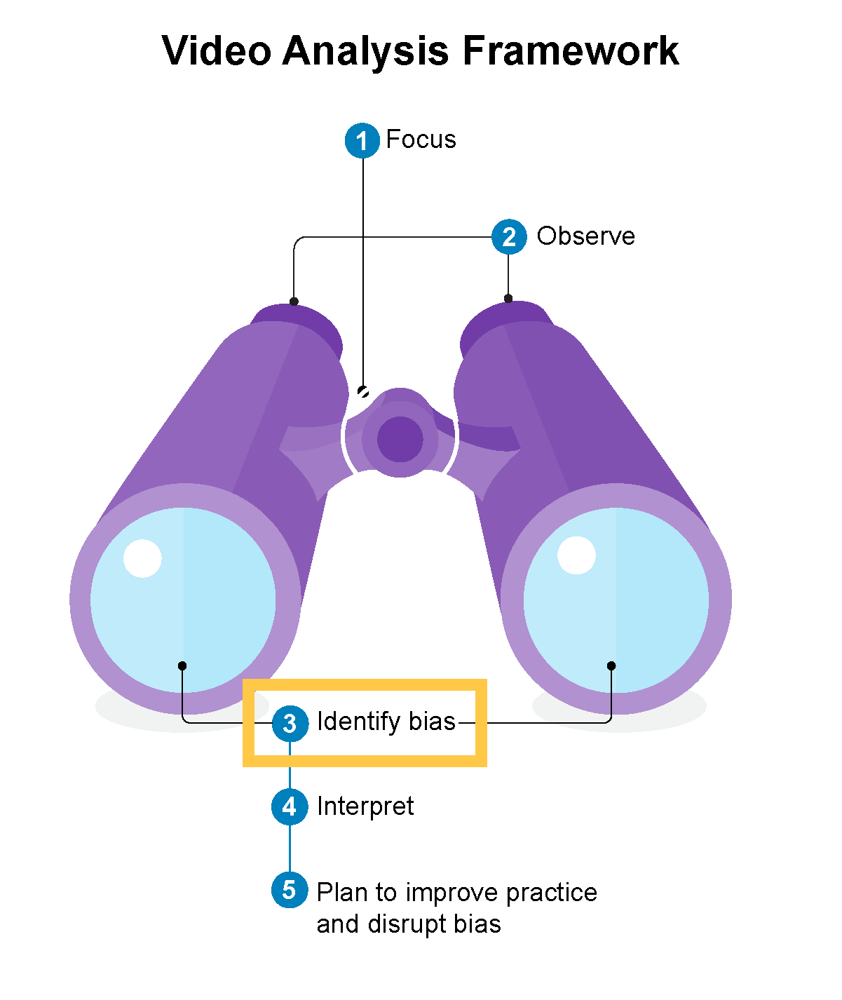 Video Analysis Framework
1 Focus
2 Observe
3 Identify bias
4 Interpret
5 Plan to improve practice
and disrupt bias